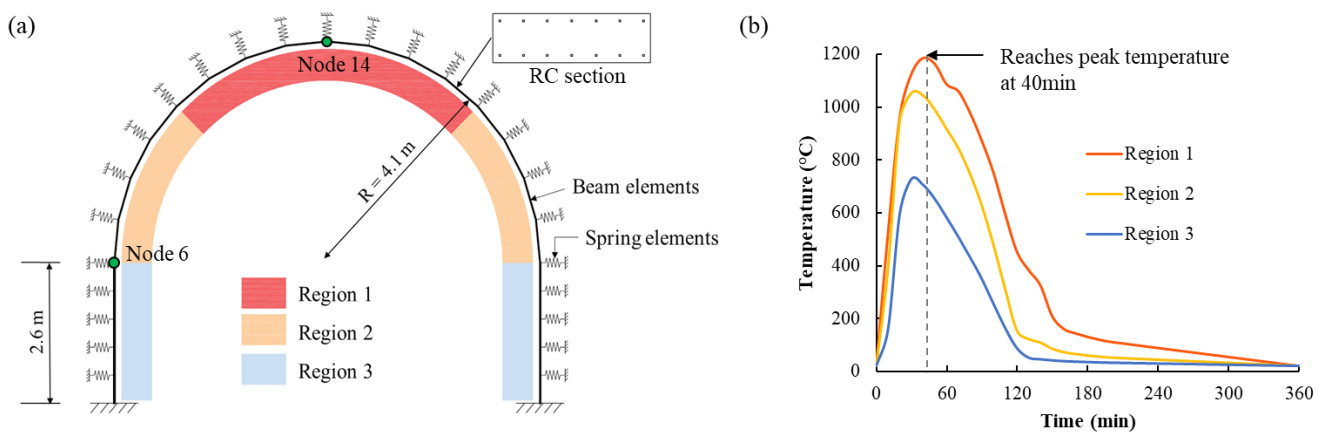 (a)
Node 14
RC section
R = 4.1 m
Beam elements
Spring elements
Node 6
2.6 m
Region 1
Region 2
Region 3
(b)
Reaches peak temperature
at 40min
Temperature (°C)
1200
1000
800
600
400
200
0
Region 1
Region 2
Region 3
0
60
120
180
240
300
360
Time (min)